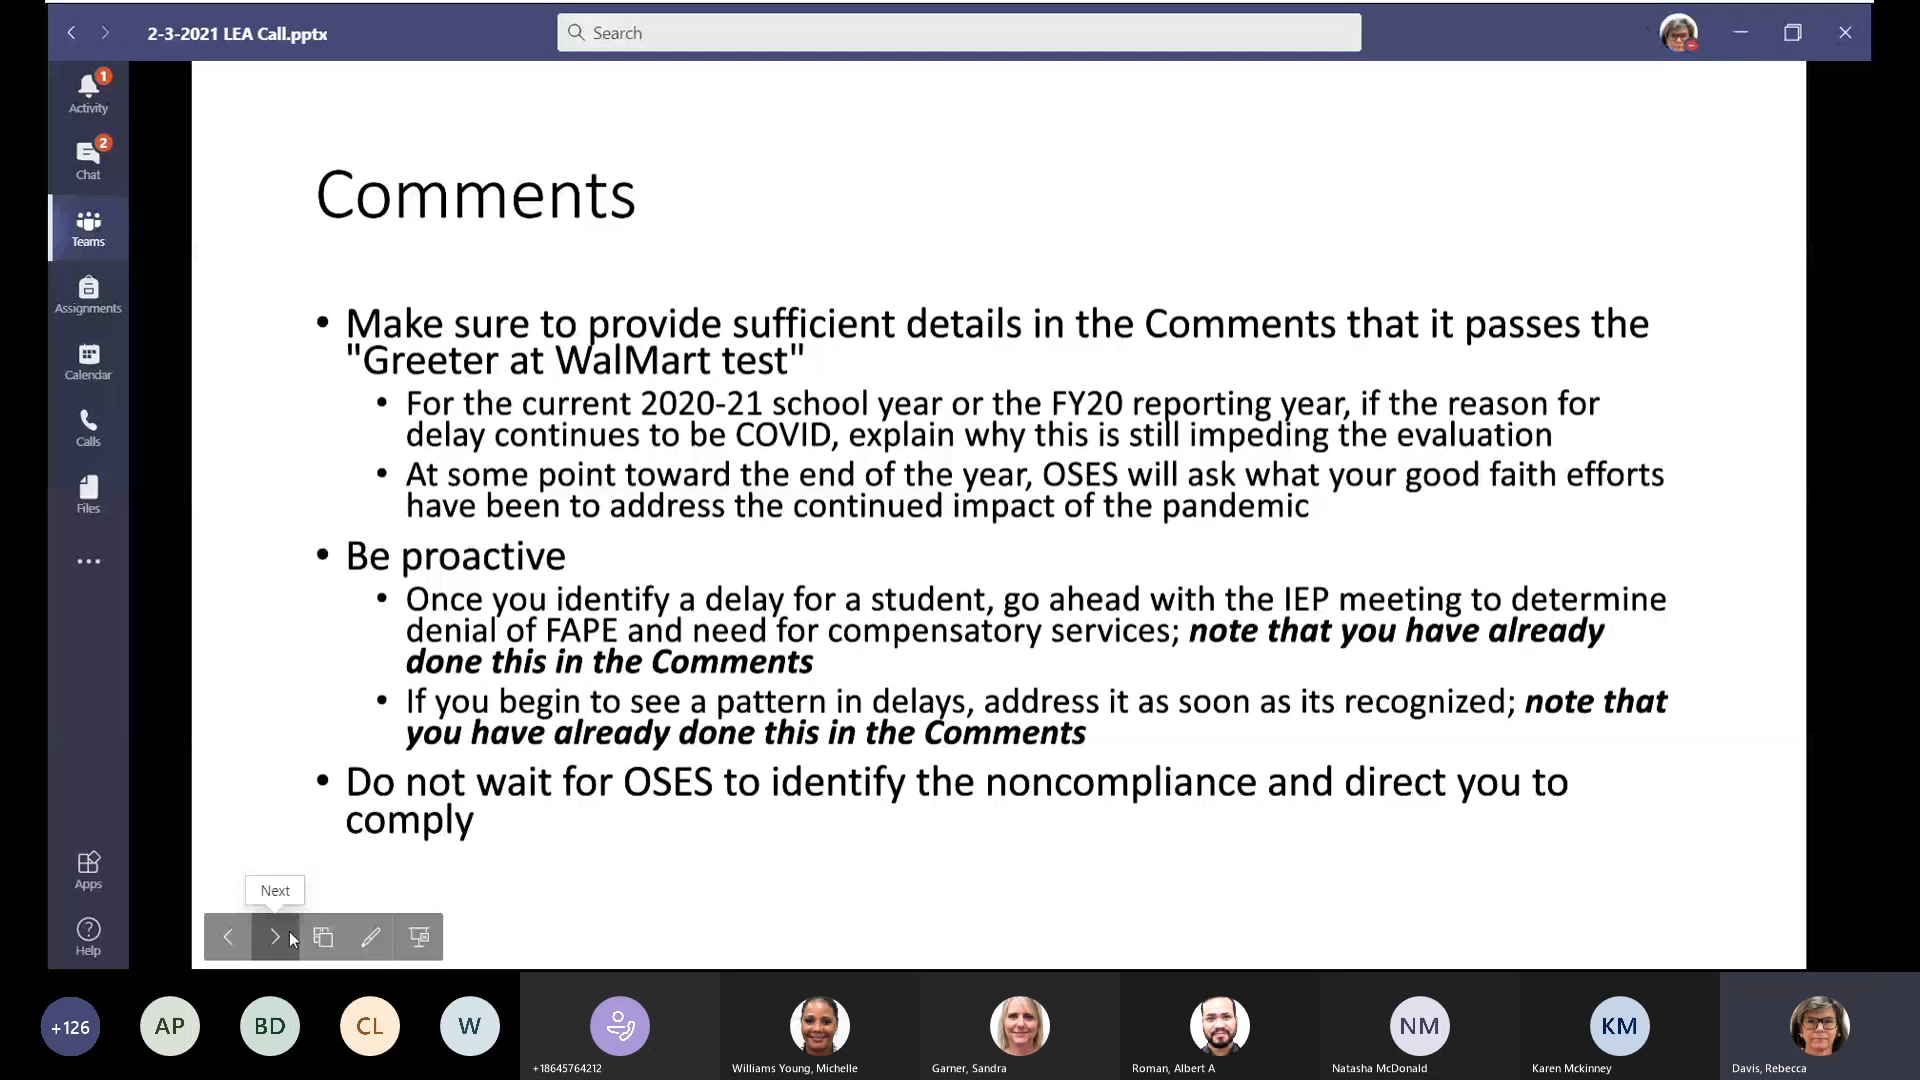 2-3-2021 LEA Call.pptx
Search
1
Activity
2
Chat
Teams
Assignments
Calendar
Calls
Files
Apps
Help
Comments
• Make sure to provide sufficient details in the Comments that it passes the
"Greeter at WalMart test"
• For the current 2020-21 school year or the FY20 reporting year, if the reason for
delay continues to be COVID, explain why this is still impeding the evaluation
• At some point toward the end of the year, OSES will ask what your good faith efforts
have been to address the continued impact of the pandemic
• Be proactive
• Once you identify a delay for a student, go ahead with the IEP meeting to determine
denial of FAPE and need for compensatory services; note that you have already
done this in the Comments
• If you begin to see a pattern in delays, address it as soon as its recognized; note that
you have already done this in the Comments
• Do not wait for OSES to identify the noncompliance and direct you to
comply
Next
+126
AP
BD
CL
W
NM
KM
+18645764212
Williams Young, Michelle
Garner, Sandra
Roman, Albert A
Natasha McDonald
Karen Mckinney
Davis, Rebecca